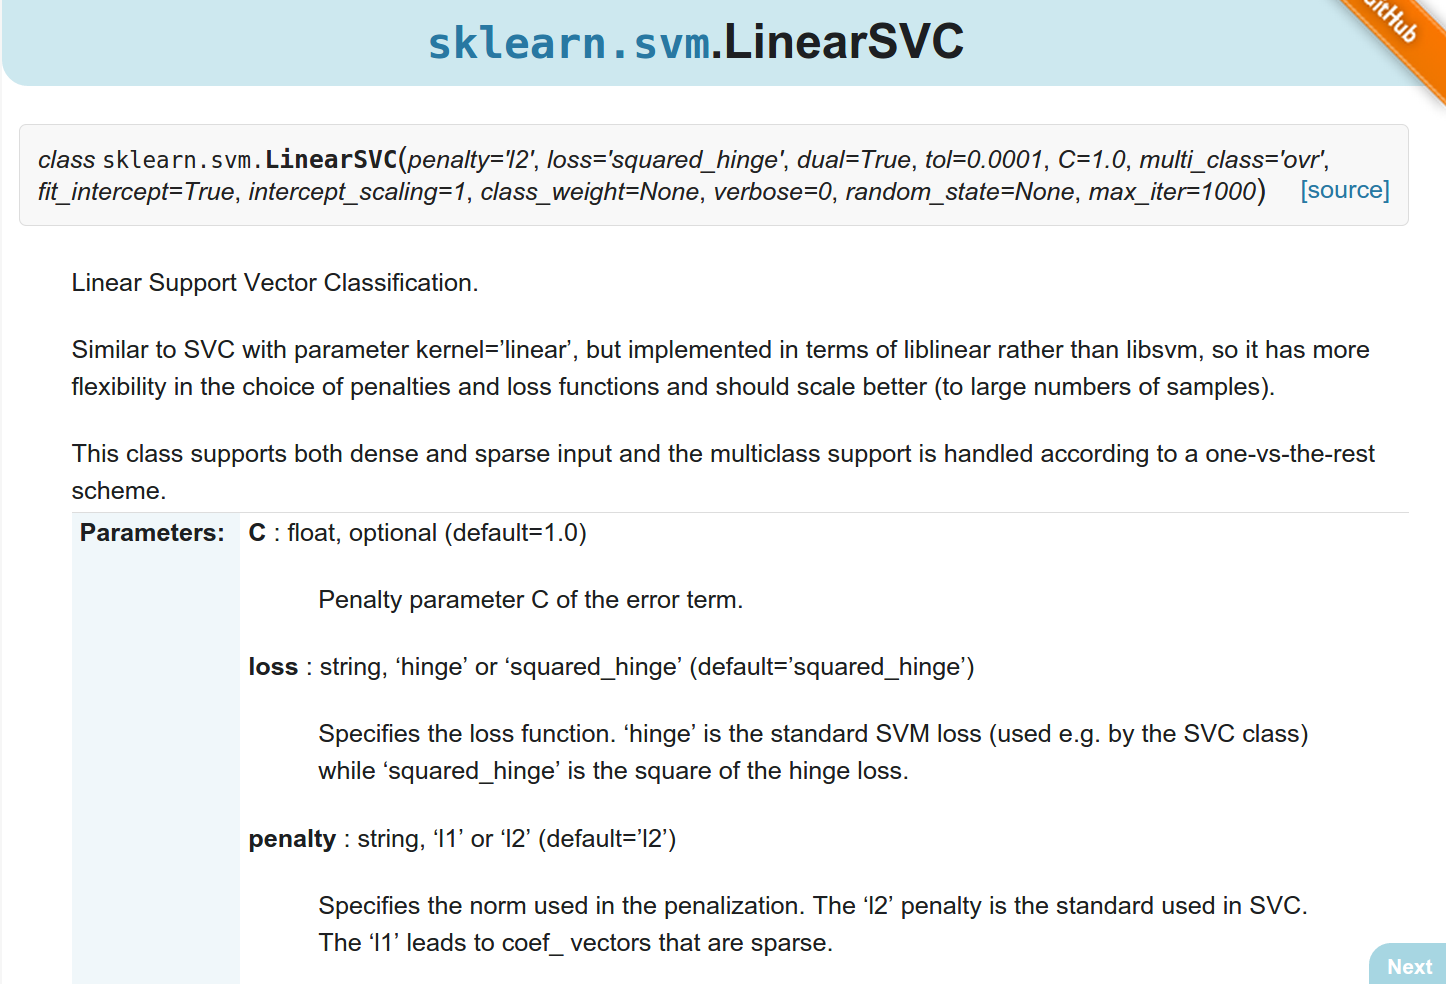 sklearn.svm.LinearSVC
class sklearn.svm.LinearSVC(penalty='l2', loss='squared_hinge', dual=True, tol=0.0001, C=1.0, multi_class='ovr',
fit_intercept=True, intercept_scaling=1, class_weight=None, verbose=0, random_state=None, max_iter=1000) [source]
Linear Support Vector Classification.
Similar to SVC with parameter kernel=’linear’, but implemented in terms of liblinear rather than libsvm, so it has more
flexibility in the choice of penalties and loss functions and should scale better (to large numbers of samples).
This class supports both dense and sparse input and the multiclass support is handled according to a one-vs-the-rest
scheme.
Parameters: C : float, optional (default=1.0)
Penalty parameter C of the error term.
loss : string, ‘hinge’ or ‘squared_hinge’ (default=’squared_hinge’)
Specifies the loss function. ‘hinge’ is the standard SVM loss (used e.g. by the SVC class)
while ‘squared_hinge’ is the square of the hinge loss.
penalty : string, ‘l1’ or ‘l2’ (default=’l2’)
Specifies the norm used in the penalization. The ‘l2’ penalty is the standard used in SVC.
The ‘l1’ leads to coef_ vectors that are sparse.
Next